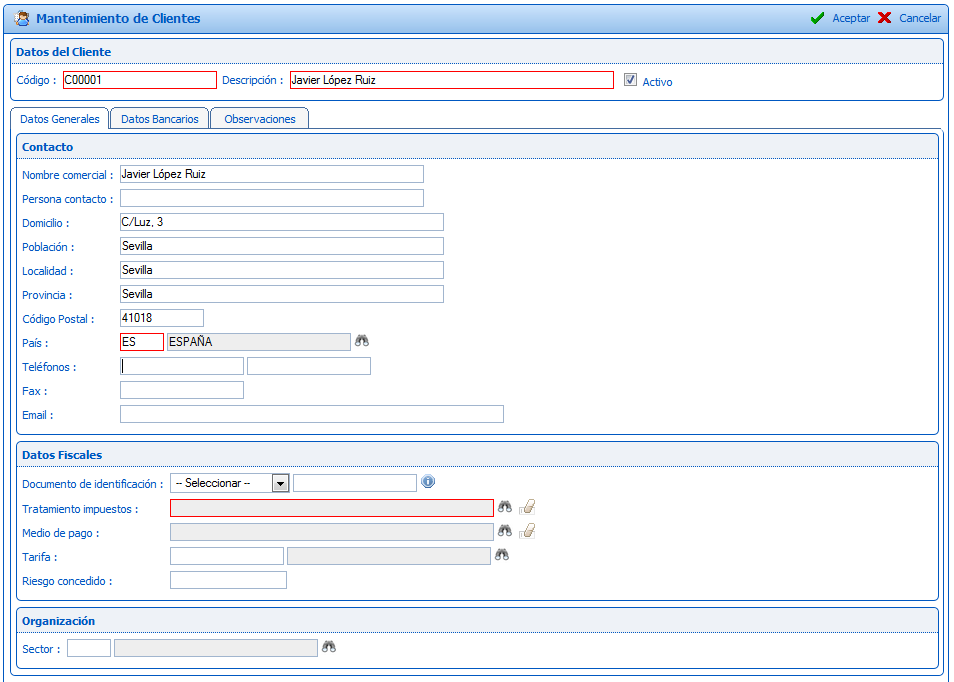 Mantenimiento de Clientes Aceptar Cancelar
Datos del Cliente
Código : C00001 Descripción : Javier López Ruiz Activo
Datos Generales Datos Bancarios Observaciones
Contacto
Nombre comercial : Javier López Ruiz
Persona contacto :
Domicilio : C/Luz, 3
Población : Sevilla
Localidad : Sevilla
Provincia : Sevilla
Código Postal : 41018
País : ES ESPAÑA
Teléfonos :
Fax :
Email :
Datos Fiscales
Documento de identificación : -- Seleccionar --
Tratamiento impuestos :
Medio de pago :
Tarifa :
Riesgo concedido :
Organización
Sector :